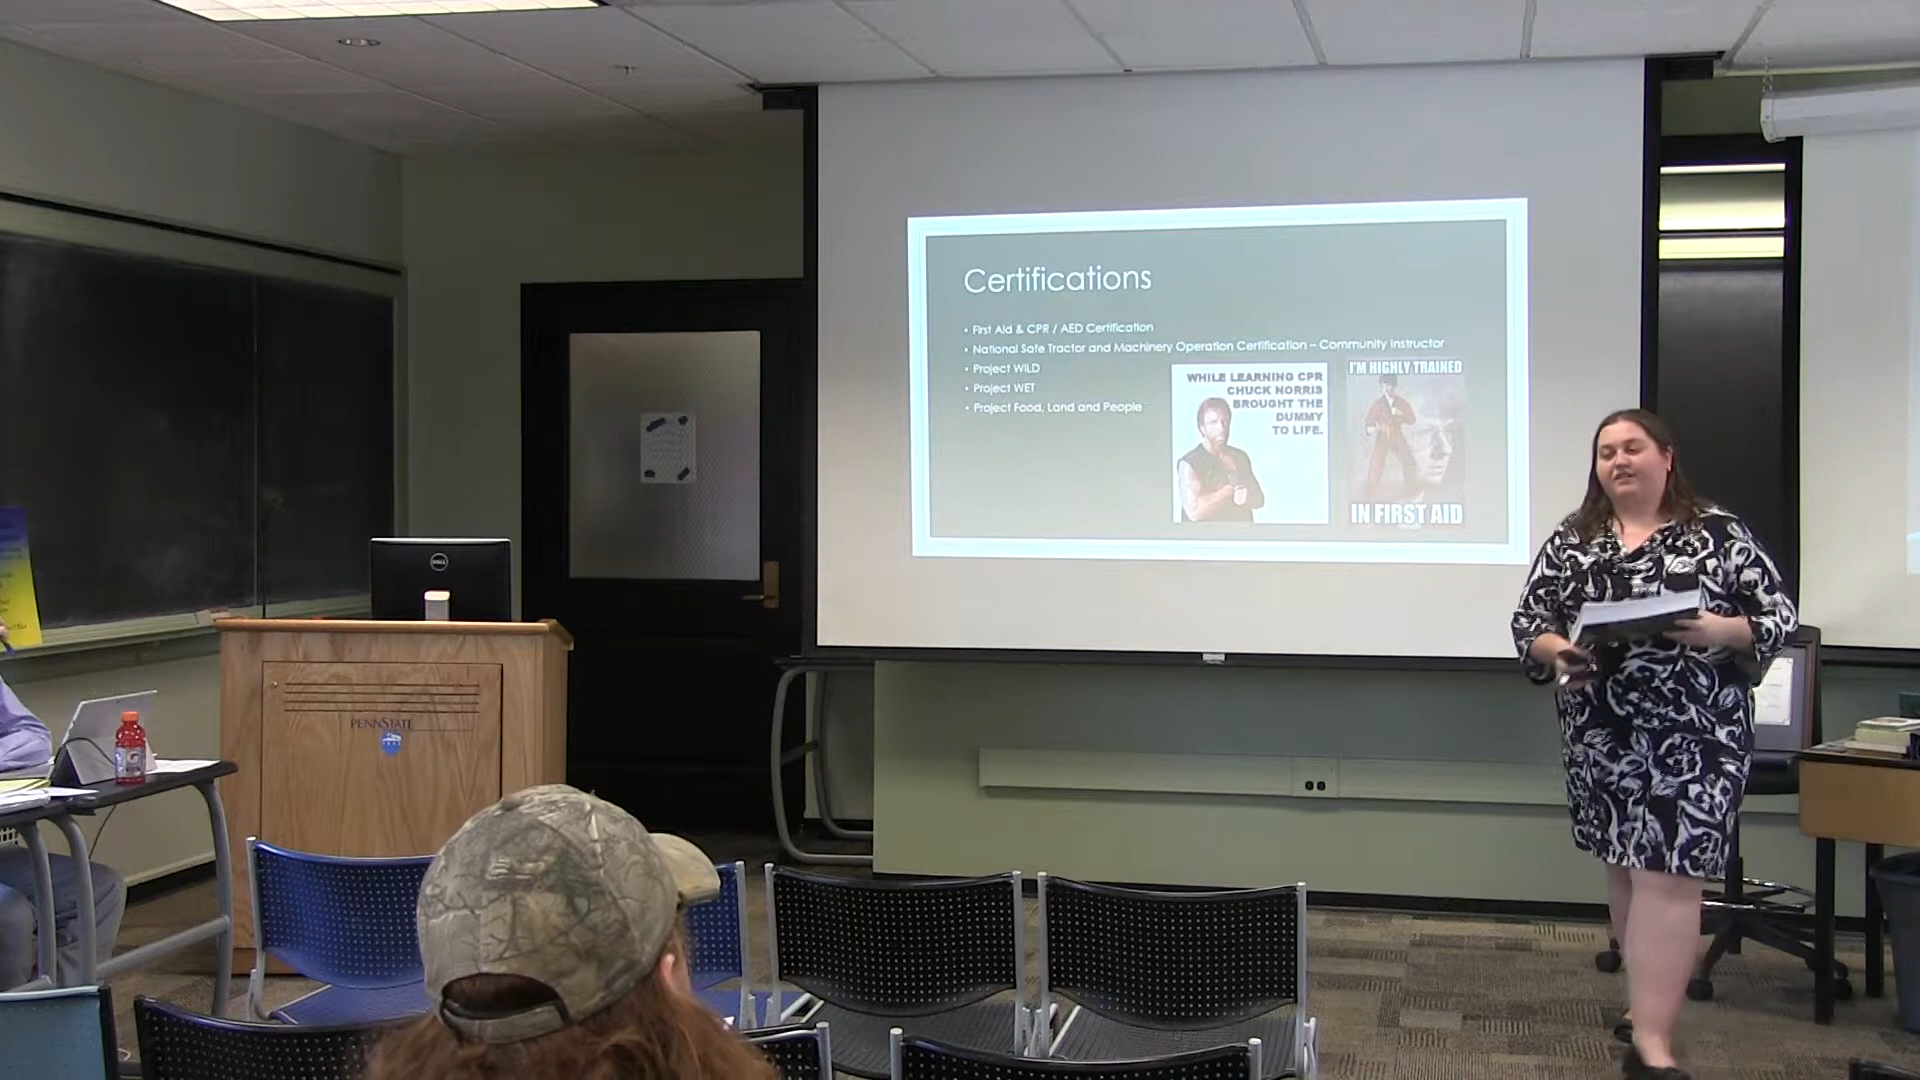 Certifications
• First Aid & CPR / AED Certification
• National Safe Tractor and Machinery Operation Certification – Community Instructor
• Project WILD
• Project WET
• Project Food, Land and People
WHILE LEARNING CPR
CHUCK NORRIS
BROUGHT THE
DUMMY
TO LIFE.
I'M HIGHLY TRAINED
IN FIRST AID
DELL
PENNSTATE
G